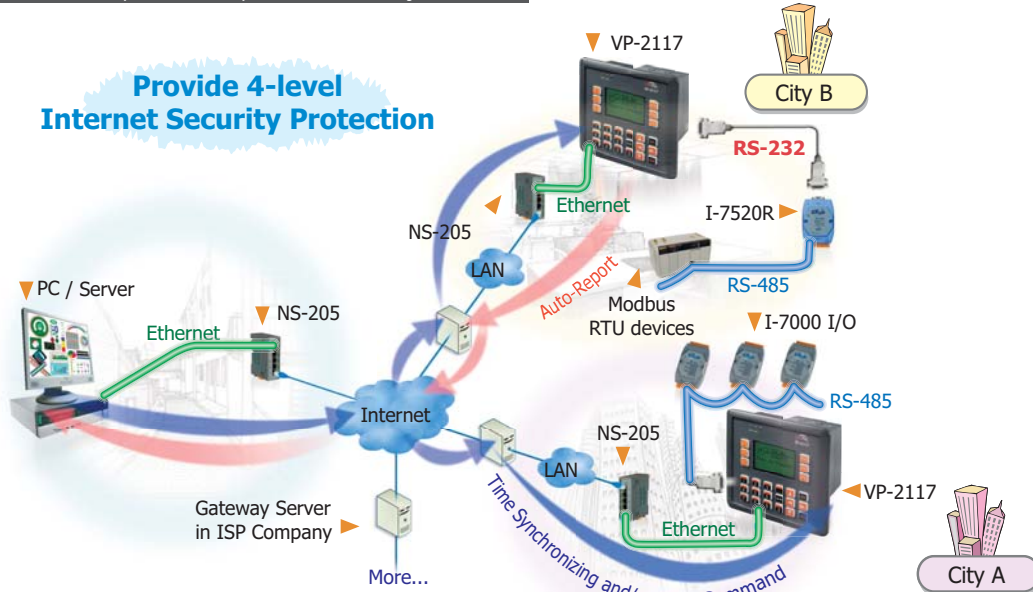 Provide 4-level
Internet Security Protection
VP-2117
City B
RS-232
Ethernet
I-7520R
NS-205
LAN
Auto-Report
RS-485
Modbus
RTU devices
PC / Server
Ethernet
NS-205
I-7000 I/O
Internet
RS-485
NS-205
LAN
VP-2117
Gateway Server
in ISP Company
Ethernet
Time Synchronizing and/
Command
More...
City A